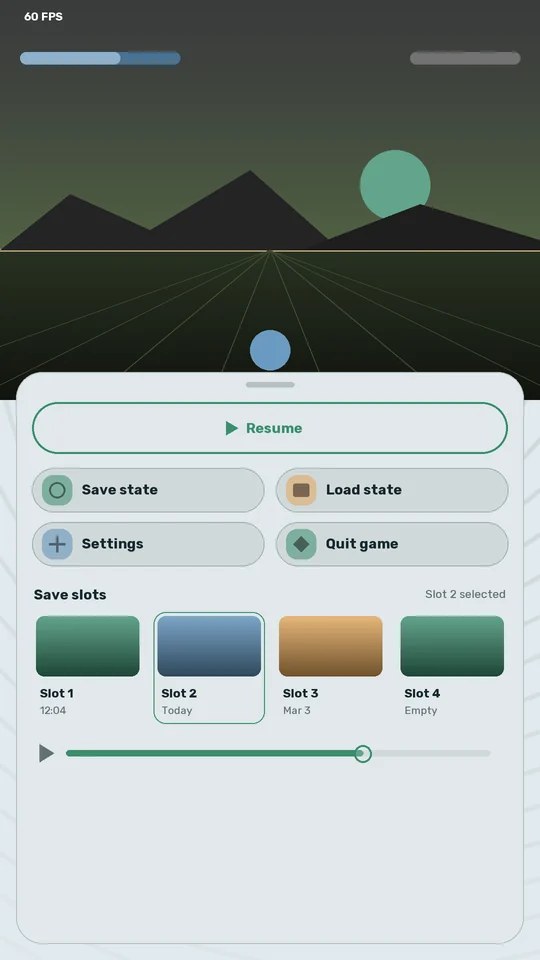 60 FPS
Resume
Save state
Load state
Settings
Quit game
Save slots
Slot 2 selected
Slot 1
Slot 2
Slot 3
Slot 4
12:04
Today
Mar 3
Empty